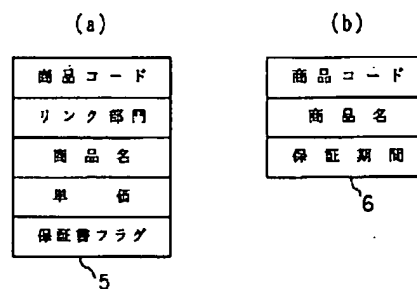 (a)
商品コード
リンク部門
商品名
単価
保証書フラグ
5
(b)
商品コード
商品名
保証期間
6